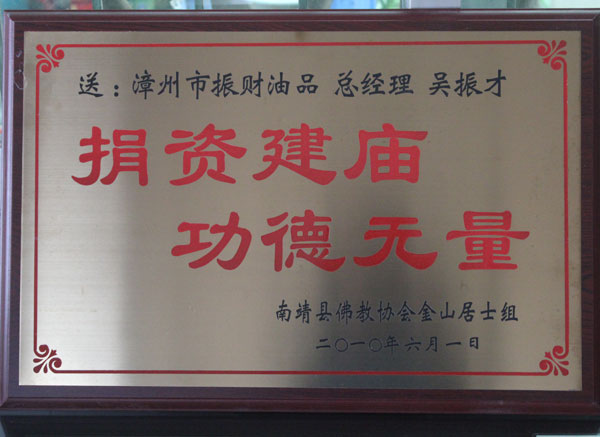 送：漳州市振财油品 总经理 吴振才
捐资建庙
功德无量
南靖县佛教协会金山居士组
二〇一〇年六月一日